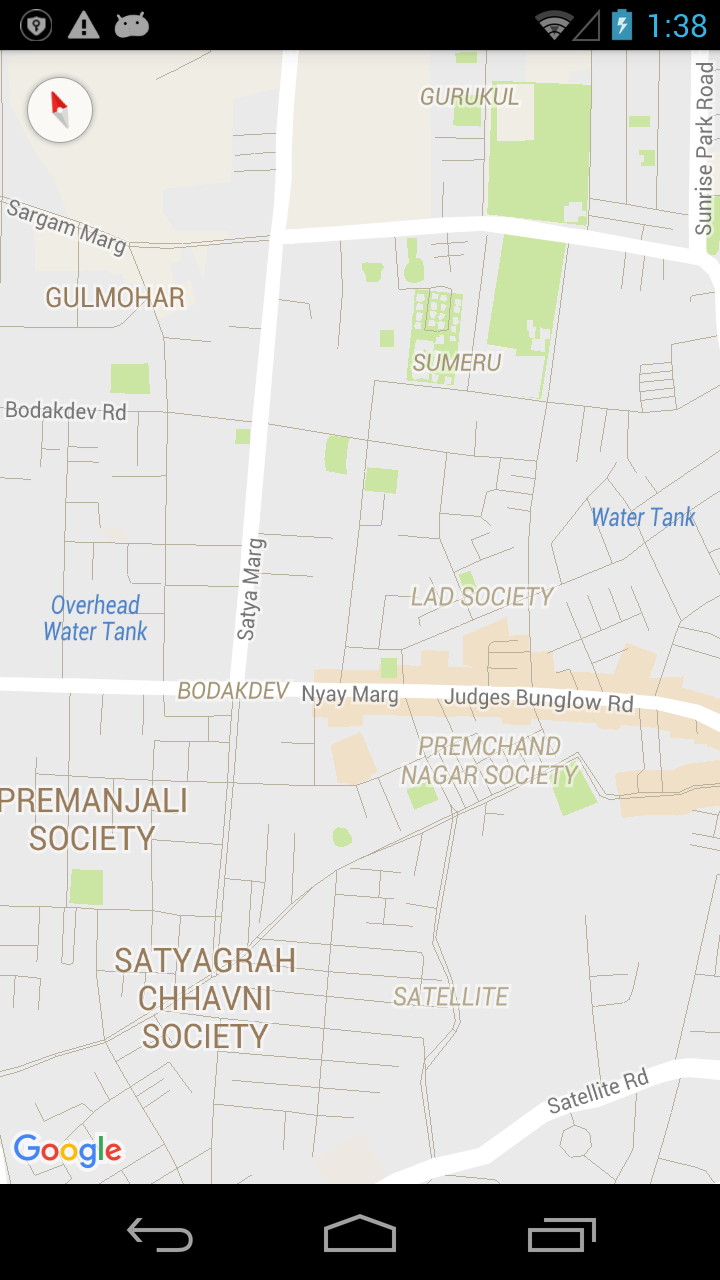 1:38
GURUKUL
Sunrise Park Road
Sargam Marg
GULMOHAR
SUMERU
Bodakdev Rd
Water Tank
Satya Marg
LAD SOCIETY
Overhead
Water Tank
BODAKDEV
Nyay Marg
Judges Bunglow Rd
PREMCHAND
NAGAR SOCIETY
PREMANJALI
SOCIETY
SATYAGRAH
CHHAVNI
SOCIETY
SATELLITE
Satellite Rd
Google